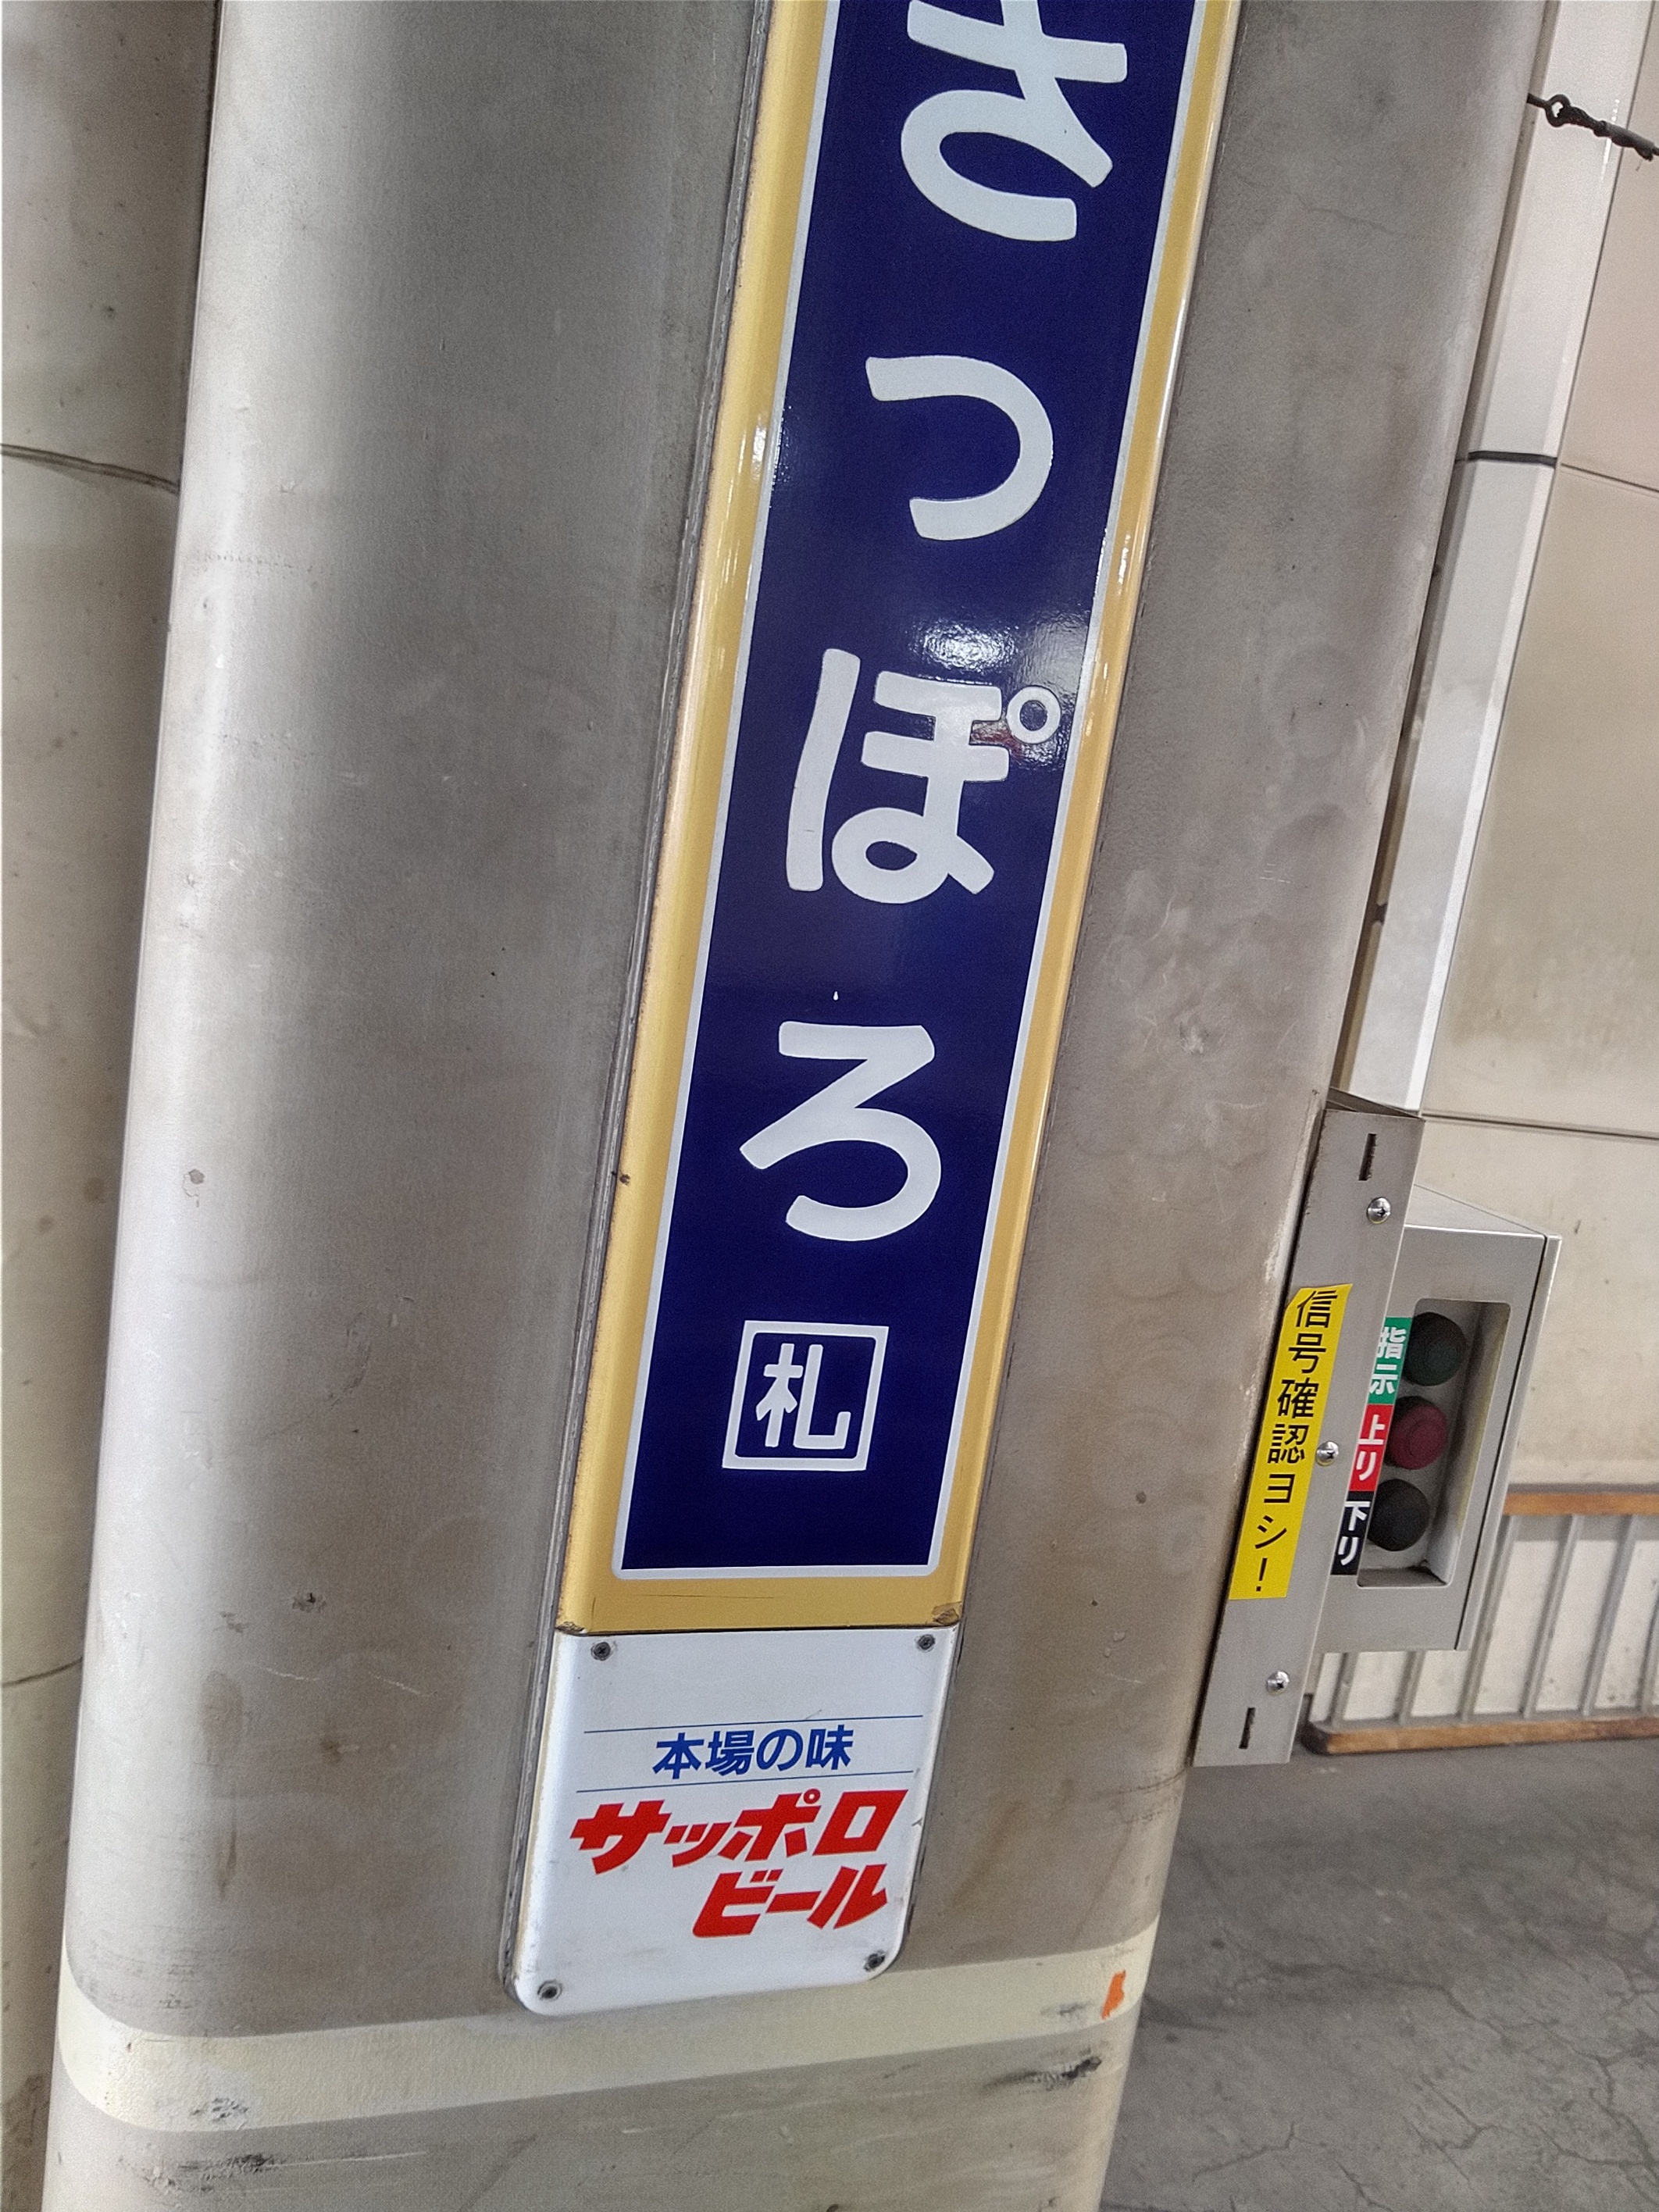 さっぽろ
札
本場の味
サッポロ
ビール
信号確認ヨシ!
指示
上り
下り